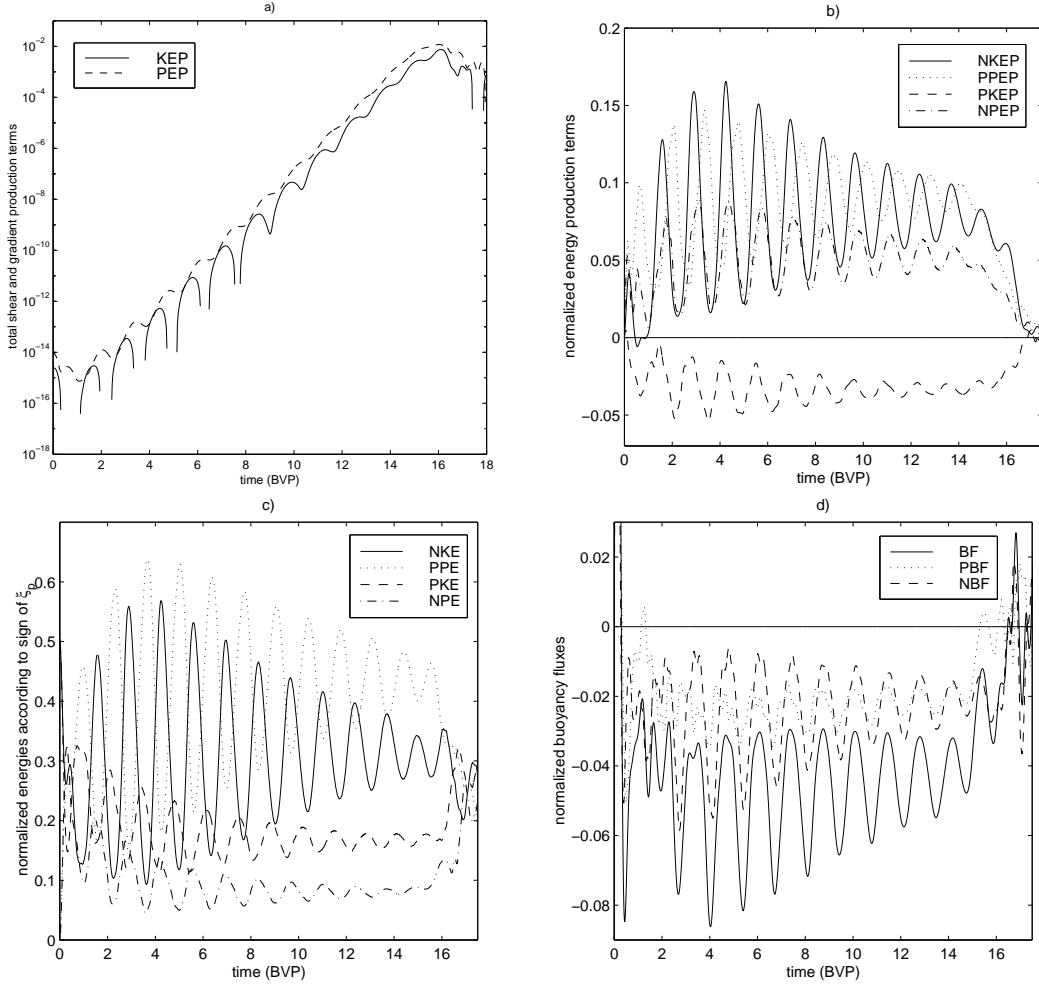 a)
total shear and gradient production terms
10^-2
10^-4
10^-6
10^-8
10^-10
10^-12
10^-14
10^-16
10^-18
KEP
PEP
0 2 4 6 8 10 12 14 16 18
time (BVP)
b)
normalized energy production terms
0.2
0.15
0.1
0.05
0
−0.05
NKEP
PPEP
PKEP
NPEP
0 2 4 6 8 10 12 14 16
time (BVP)
c)
normalized energies according to sign of ξp
0.6
0.5
0.4
0.3
0.2
0.1
0
NKE
PPE
PKE
NPE
0 2 4 6 8 10 12 14 16
time (BVP)
d)
normalized buoyancy fluxes
0.02
0
−0.02
−0.04
−0.06
−0.08
BF
PBF
NBF
0 2 4 6 8 10 12 14 16
time (BVP)